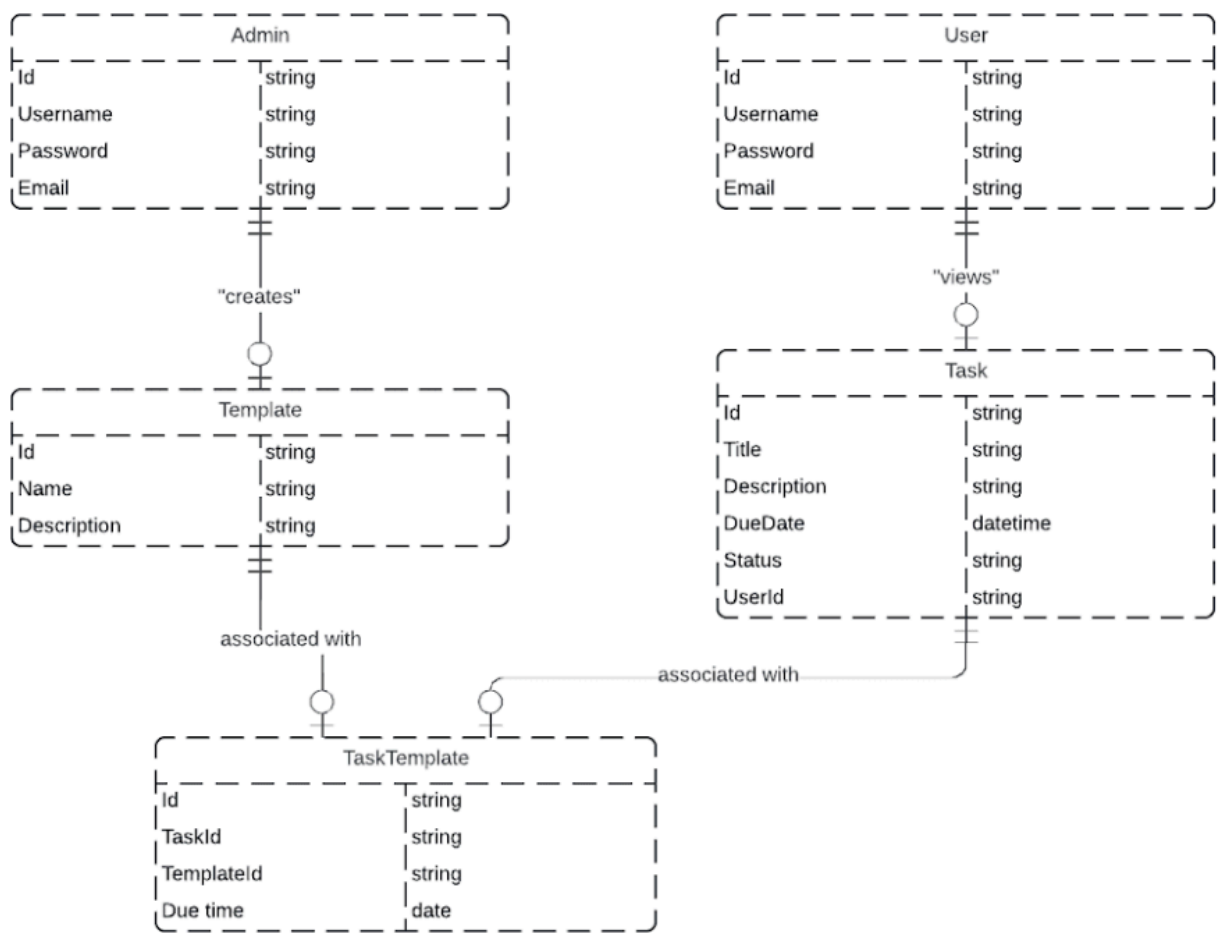 Admin
Id string
Username string
Password string
Email string
"creates"
Template
Id string
Name string
Description string
associated with
User
Id string
Username string
Password string
Email string
"views"
Task
Id string
Title string
Description string
DueDate datetime
Status string
UserId string
associated with
TaskTemplate
Id string
TaskId string
TemplateId string
Due time date